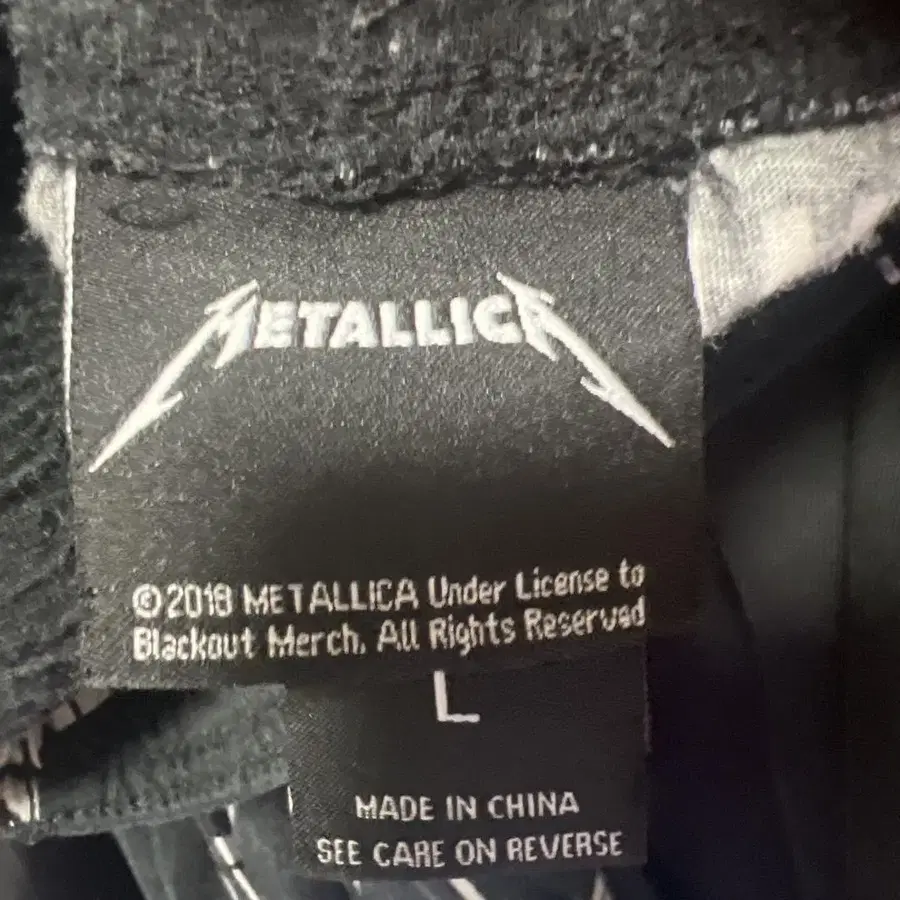 METALLICA
©2018 METALLICA Under License to
Blackout Merch. All Rights Reserved
L
MADE IN CHINA
SEE CARE ON REVERSE